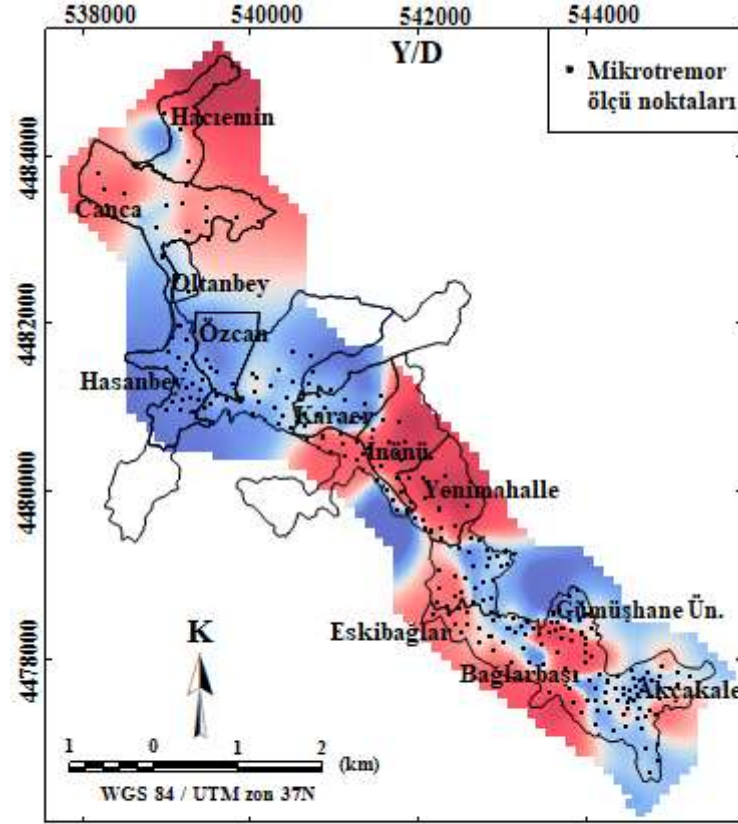 538000 540000 542000 544000
Y/D
• Mikrotremor
ölçü noktaları
4484000
4482000
4480000
4478000
Hacıemin
Canca
Oltanbey
Özcan
Hasanbey
Karaer
İnönü
Yenimahalle
Gümüşhane Ün.
Eskibağlar
Bağlarbaşı
Akçakale
K
1 0 1 2
(km)
WGS 84 / UTM zon 37N